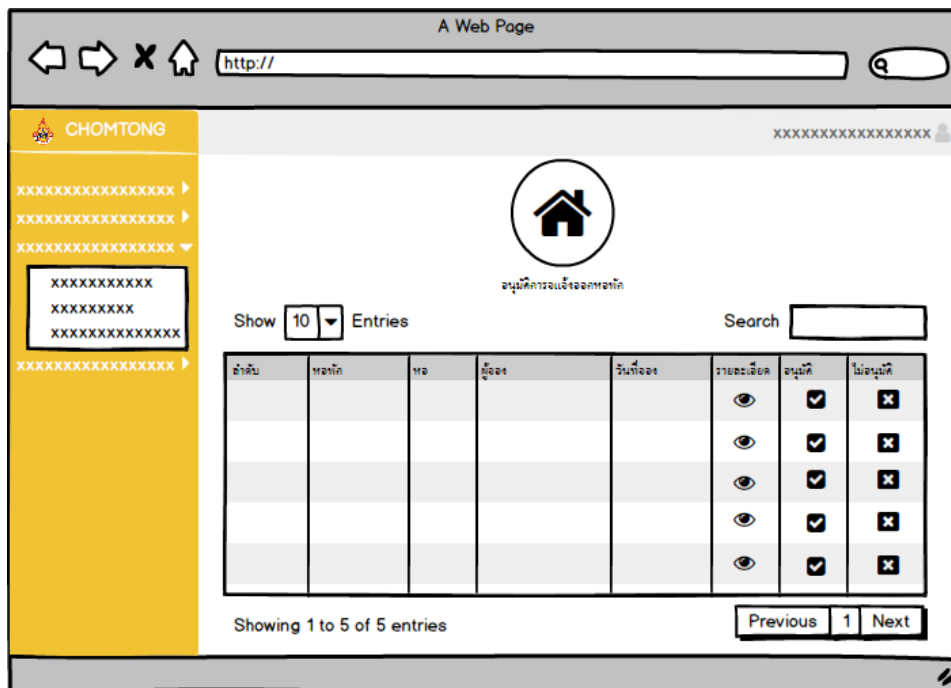 A Web Page
http://
CHOMTONG
xxxxxxxxxxxxxxxxx
xxxxxxxxxxxxxxxxx
xxxxxxxxxxxxxxxxx
xxxxxxxxxxxxxxxxx
xxxxxxxxxxx
xxxxxxxxx
xxxxxxxxxxxxxx
xxxxxxxxxxxxxxxxx
อนุมัติการจแจ้งออกหอพัก
Show 10 Entries Search
ลำดับ หอพัก หอ ผู้จอง วันที่จอง รายละเอียด อนุมัติ ไม่อนุมัติ
Showing 1 to 5 of 5 entries
Previous 1 Next